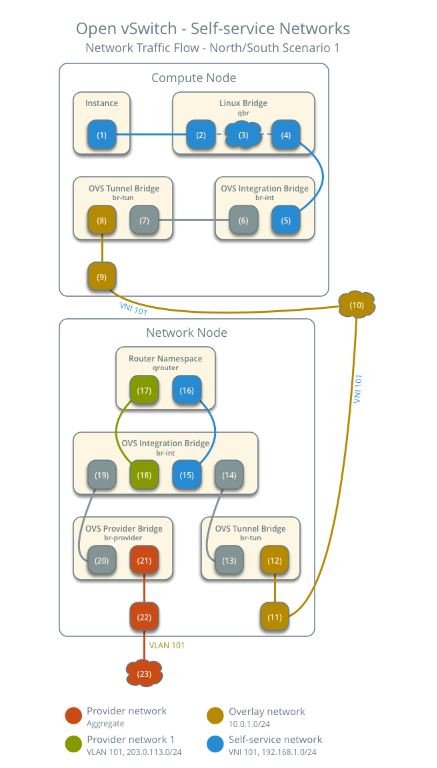 Open vSwitch - Self-service Networks
Network Traffic Flow - North/South Scenario 1
Compute Node
Instance
Linux Bridge
qbr
(1)
(2)
(3)
(4)
OVS Tunnel Bridge
br-tun
OVS Integration Bridge
br-int
(8)
(7)
(6)
(5)
(9)
VNI 101
(10)
Network Node
Router Namespace
qrouter
(17)
(16)
VNI 101
OVS Integration Bridge
br-int
(19)
(18)
(15)
(14)
OVS Provider Bridge
br-provider
OVS Tunnel Bridge
br-tun
(20)
(21)
(13)
(12)
(22)
(11)
VLAN 101
(23)
Provider network
Aggregate
Overlay network
10.0.1.0/24
Provider network 1
VLAN 101, 203.0.113.0/24
Self-service network
VNI 101, 192.168.1.0/24